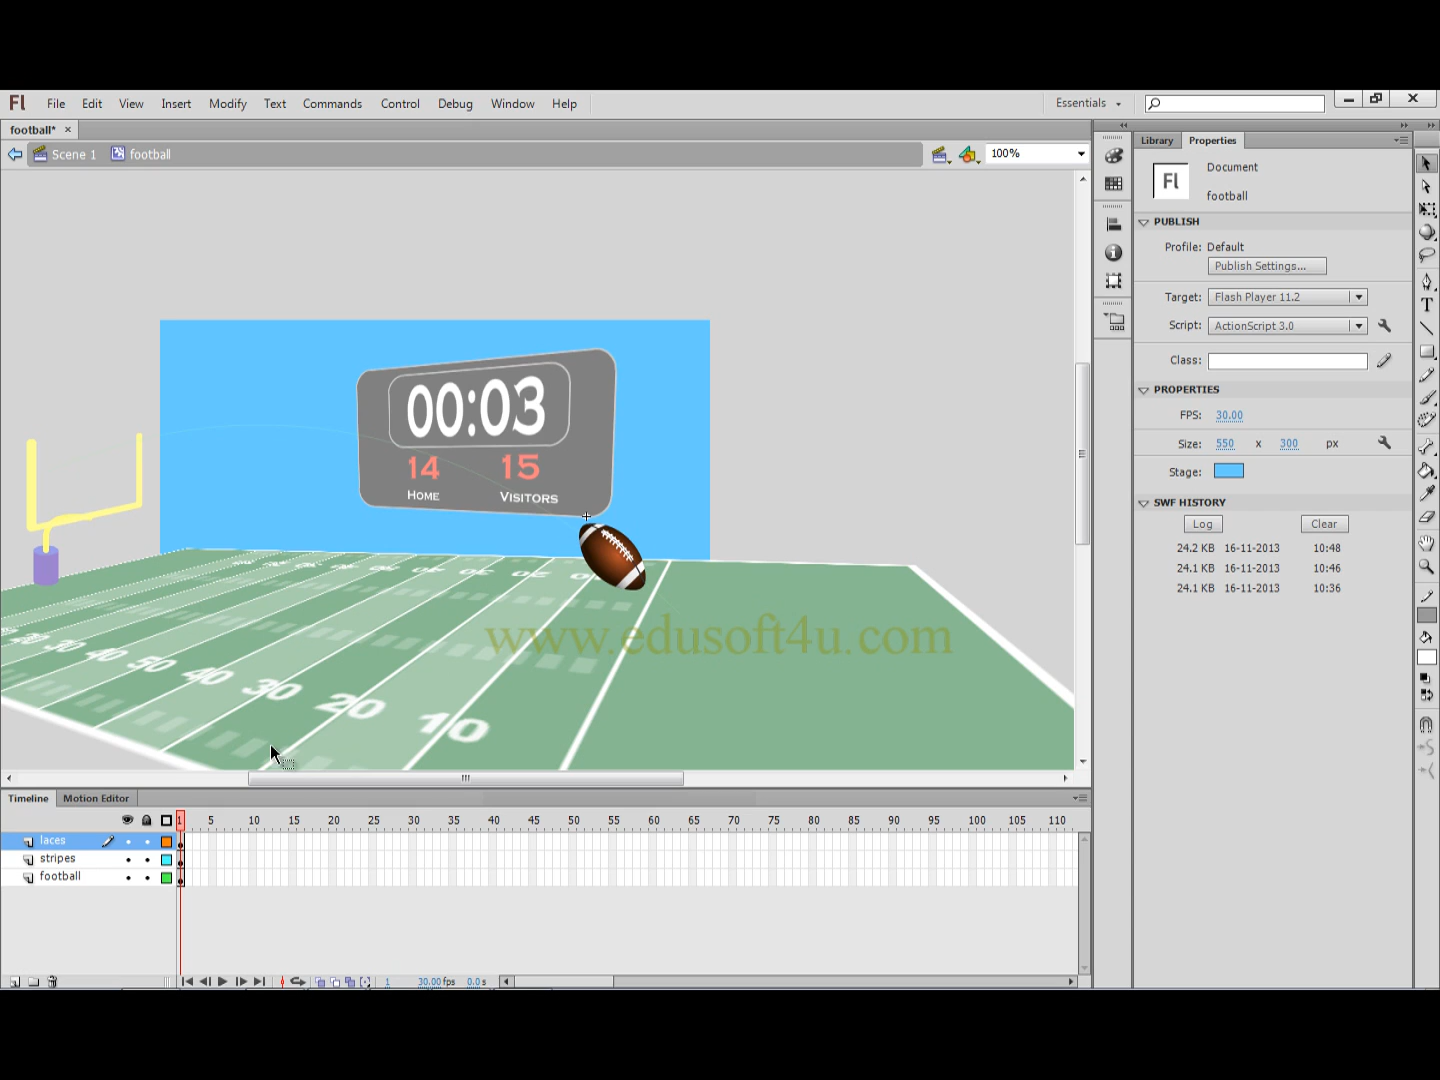 Fl File Edit View Insert Modify Text Commands Control Debug Window Help Essentials
football* ×
Scene 1 football 100%
Library Properties
Fl Document
football
PUBLISH
Profile: Default
Publish Settings...
Target: Flash Player 11.2
Script: ActionScript 3.0
Class:
PROPERTIES
FPS: 30.00
Size: 550 x 300 px
Stage:
SWF HISTORY
Log Clear
24.2 KB 16-11-2013 10:48
24.1 KB 16-11-2013 10:46
24.1 KB 16-11-2013 10:36
00:03
14 15
Home Visitors
www.edusoft4u.com
20 30 40 50 40 30 20 10
Timeline Motion Editor
1 5 10 15 20 25 30 35 40 45 50 55 60 65 70 75 80 85 90 95 100 105 110
laces
stripes
football
1 30.00 fps 0.0 s